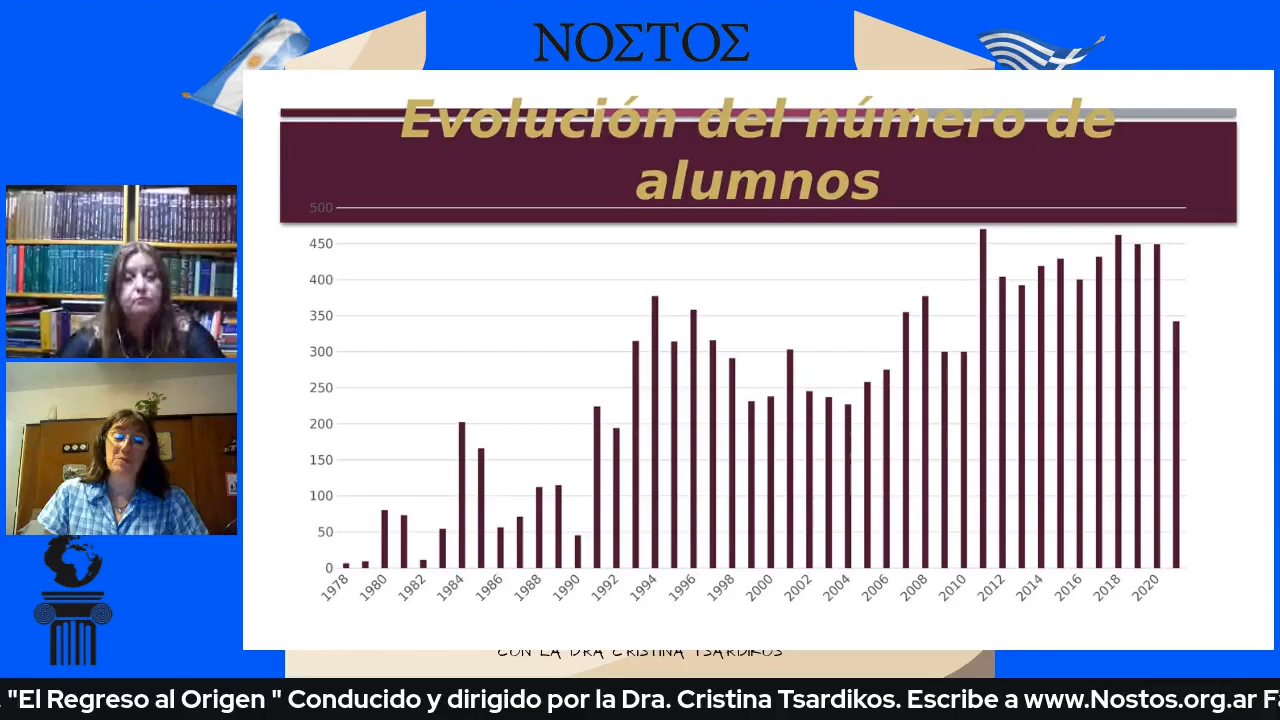 ΝΟΣΤΟΣ
Evolución del número de
alumnos
500
450
400
350
300
250
200
150
100
50
0
1978 1980 1982 1984 1986 1988 1990 1992 1994 1996 1998 2000 2002 2004 2006 2008 2010 2012 2014 2016 2018 2020
CON LA DRA CRISTINA TSARDIKOS
"El Regreso al Origen " Conducido y dirigido por la Dra. Cristina Tsardikos. Escribe a www.Nostos.org.ar